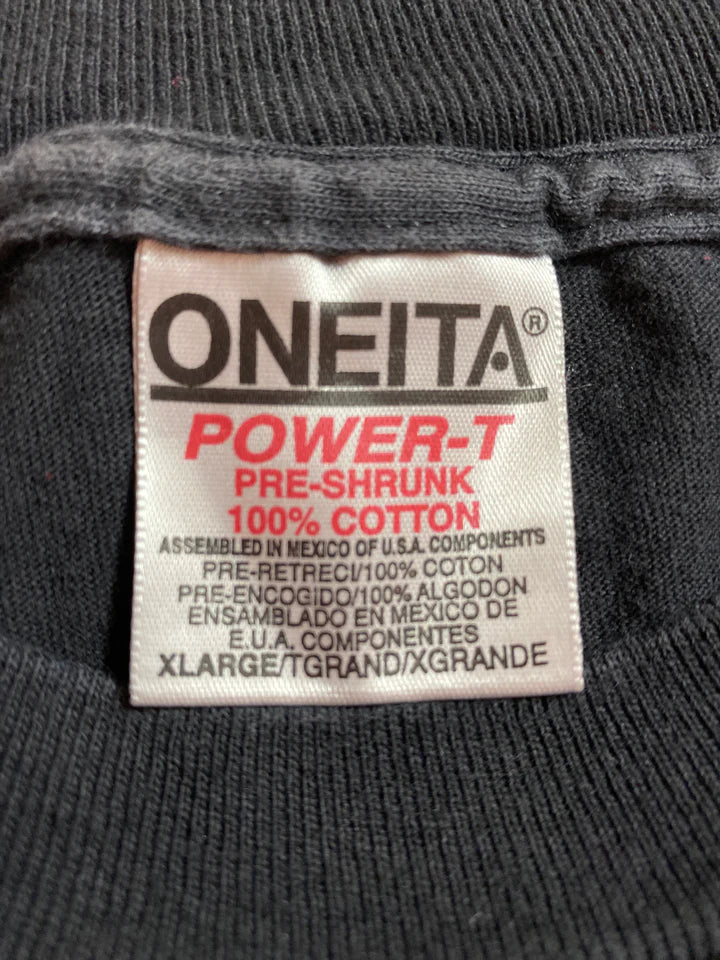 ONEITA®
POWER-T
PRE-SHRUNK
100% COTTON
ASSEMBLED IN MEXICO OF U.S.A. COMPONENTS
PRE-RETRECI/100% COTON
PRE-ENCOGIDO/100% ALGODON
ENSAMBLADO EN MEXICO DE
E.U.A. COMPONENTES
XLARGE/TGRAND/XGRANDE